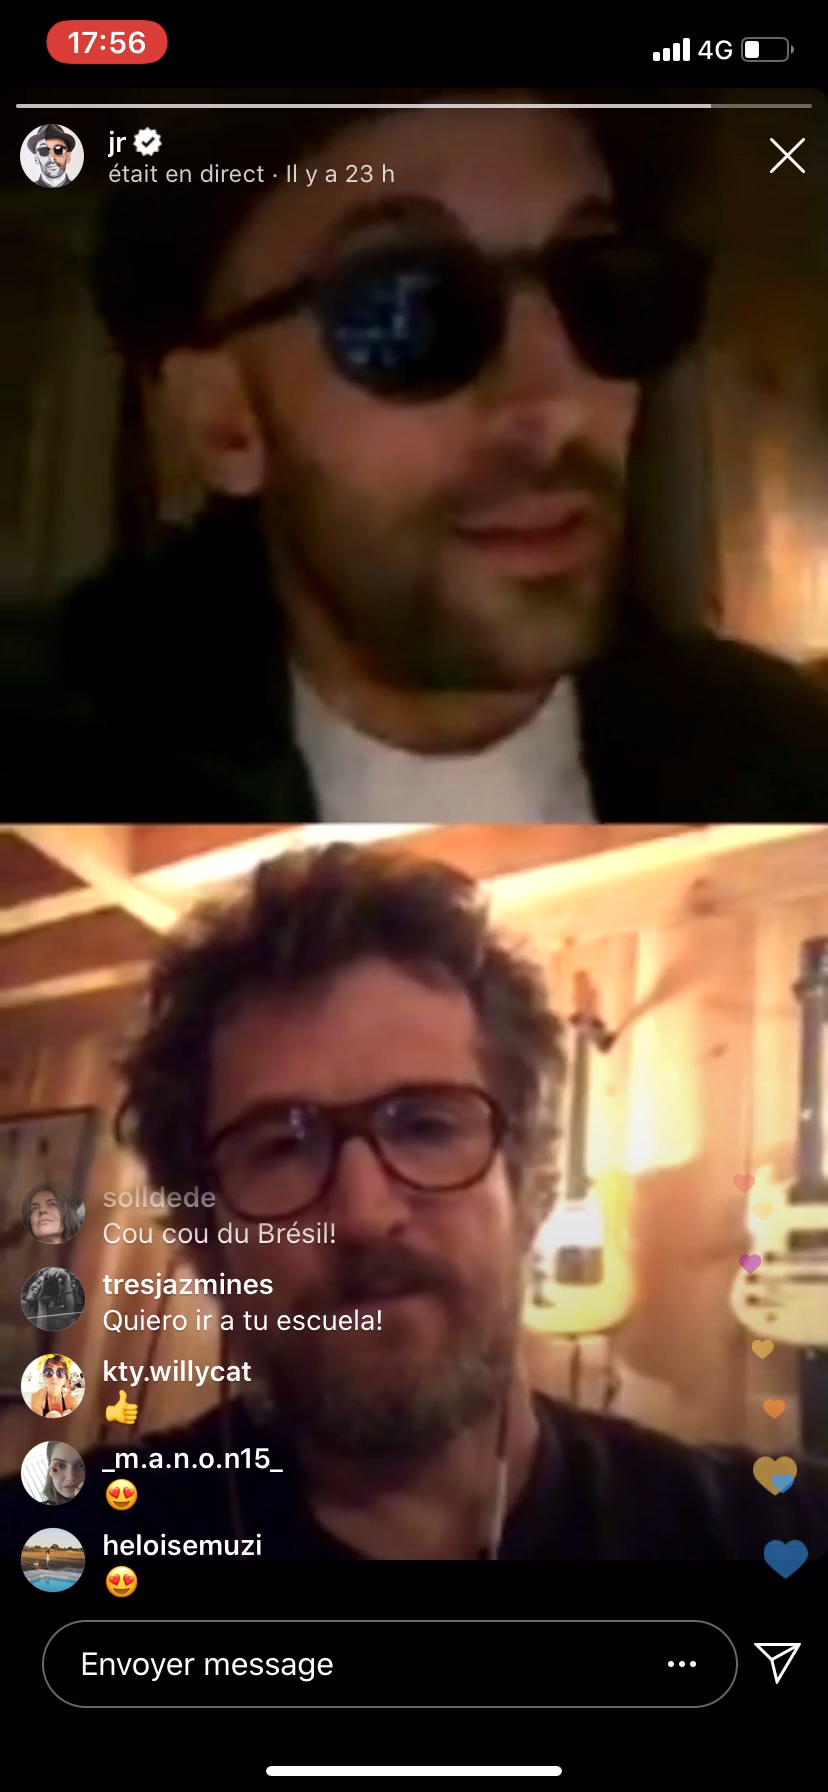 17:56
4G
jr
était en direct · Il y a 23 h
solldede
Cou cou du Brésil!
tresjazmines
Quiero ir a tu escuela!
kty.willycat
👍
_m.a.n.o.n15_
😍
heloisemuzi
😍
Envoyer message